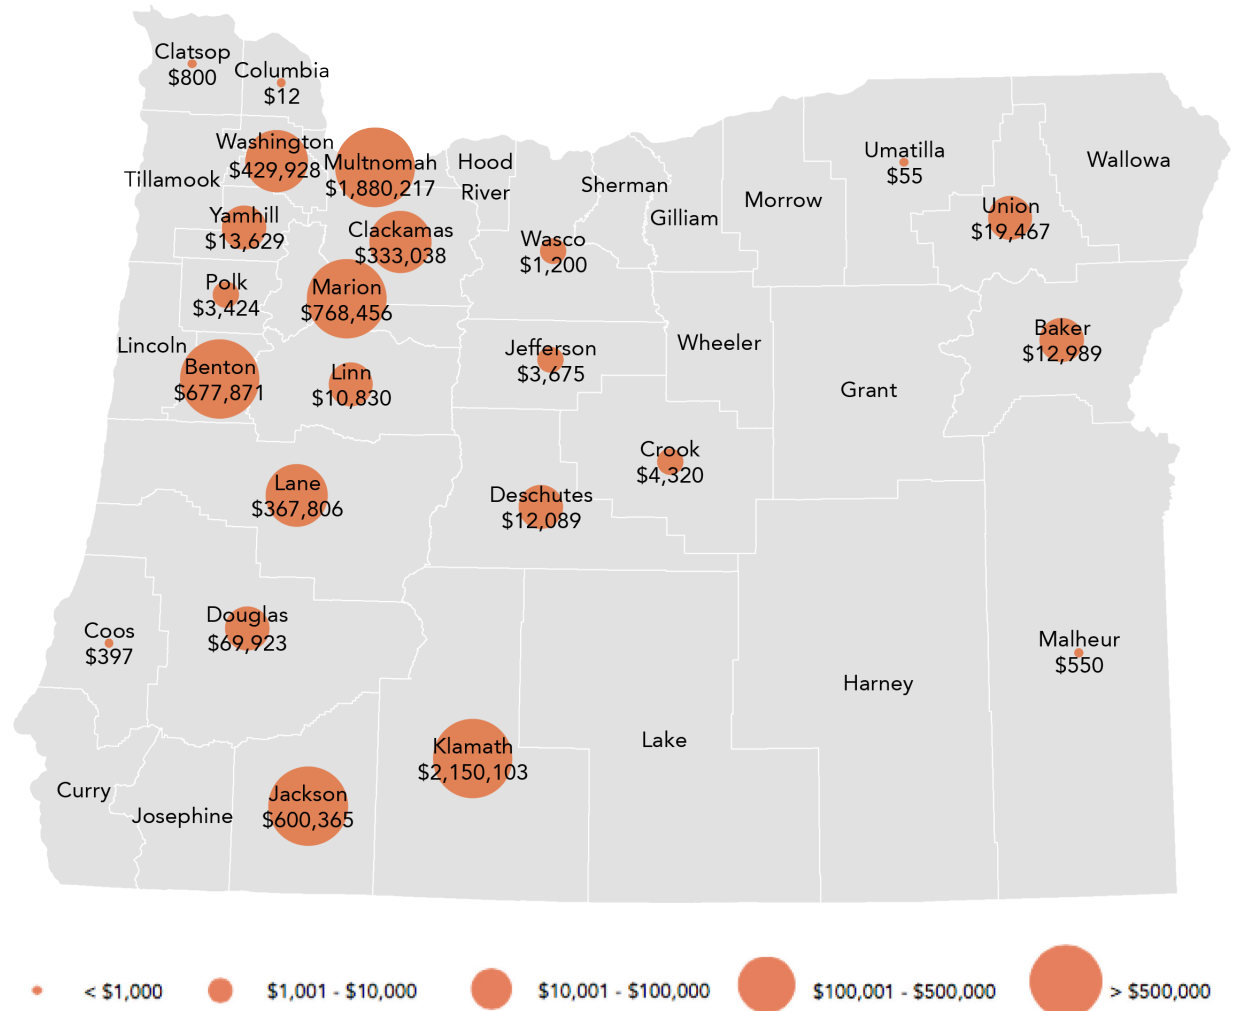 Clatsop
$800
Columbia
$12
Washington
$429,928
Multnomah
$1,880,217
Hood
River
Tillamook
Sherman
Gilliam
Morrow
Umatilla
$55
Wallowa
Union
$19,467
Yamhill
$13,629
Clackamas
$333,038
Wasco
$1,200
Polk
$3,424
Marion
$768,456
Lincoln
Benton
$677,871
Linn
$10,830
Jefferson
$3,675
Wheeler
Grant
Baker
$12,989
Crook
$4,320
Lane
$367,806
Deschutes
$12,089
Coos
$397
Douglas
$69,923
Malheur
$550
Harney
Lake
Klamath
$2,150,103
Curry
Josephine
Jackson
$600,365
< $1,000
$1,001 - $10,000
$10,001 - $100,000
$100,001 - $500,000
> $500,000